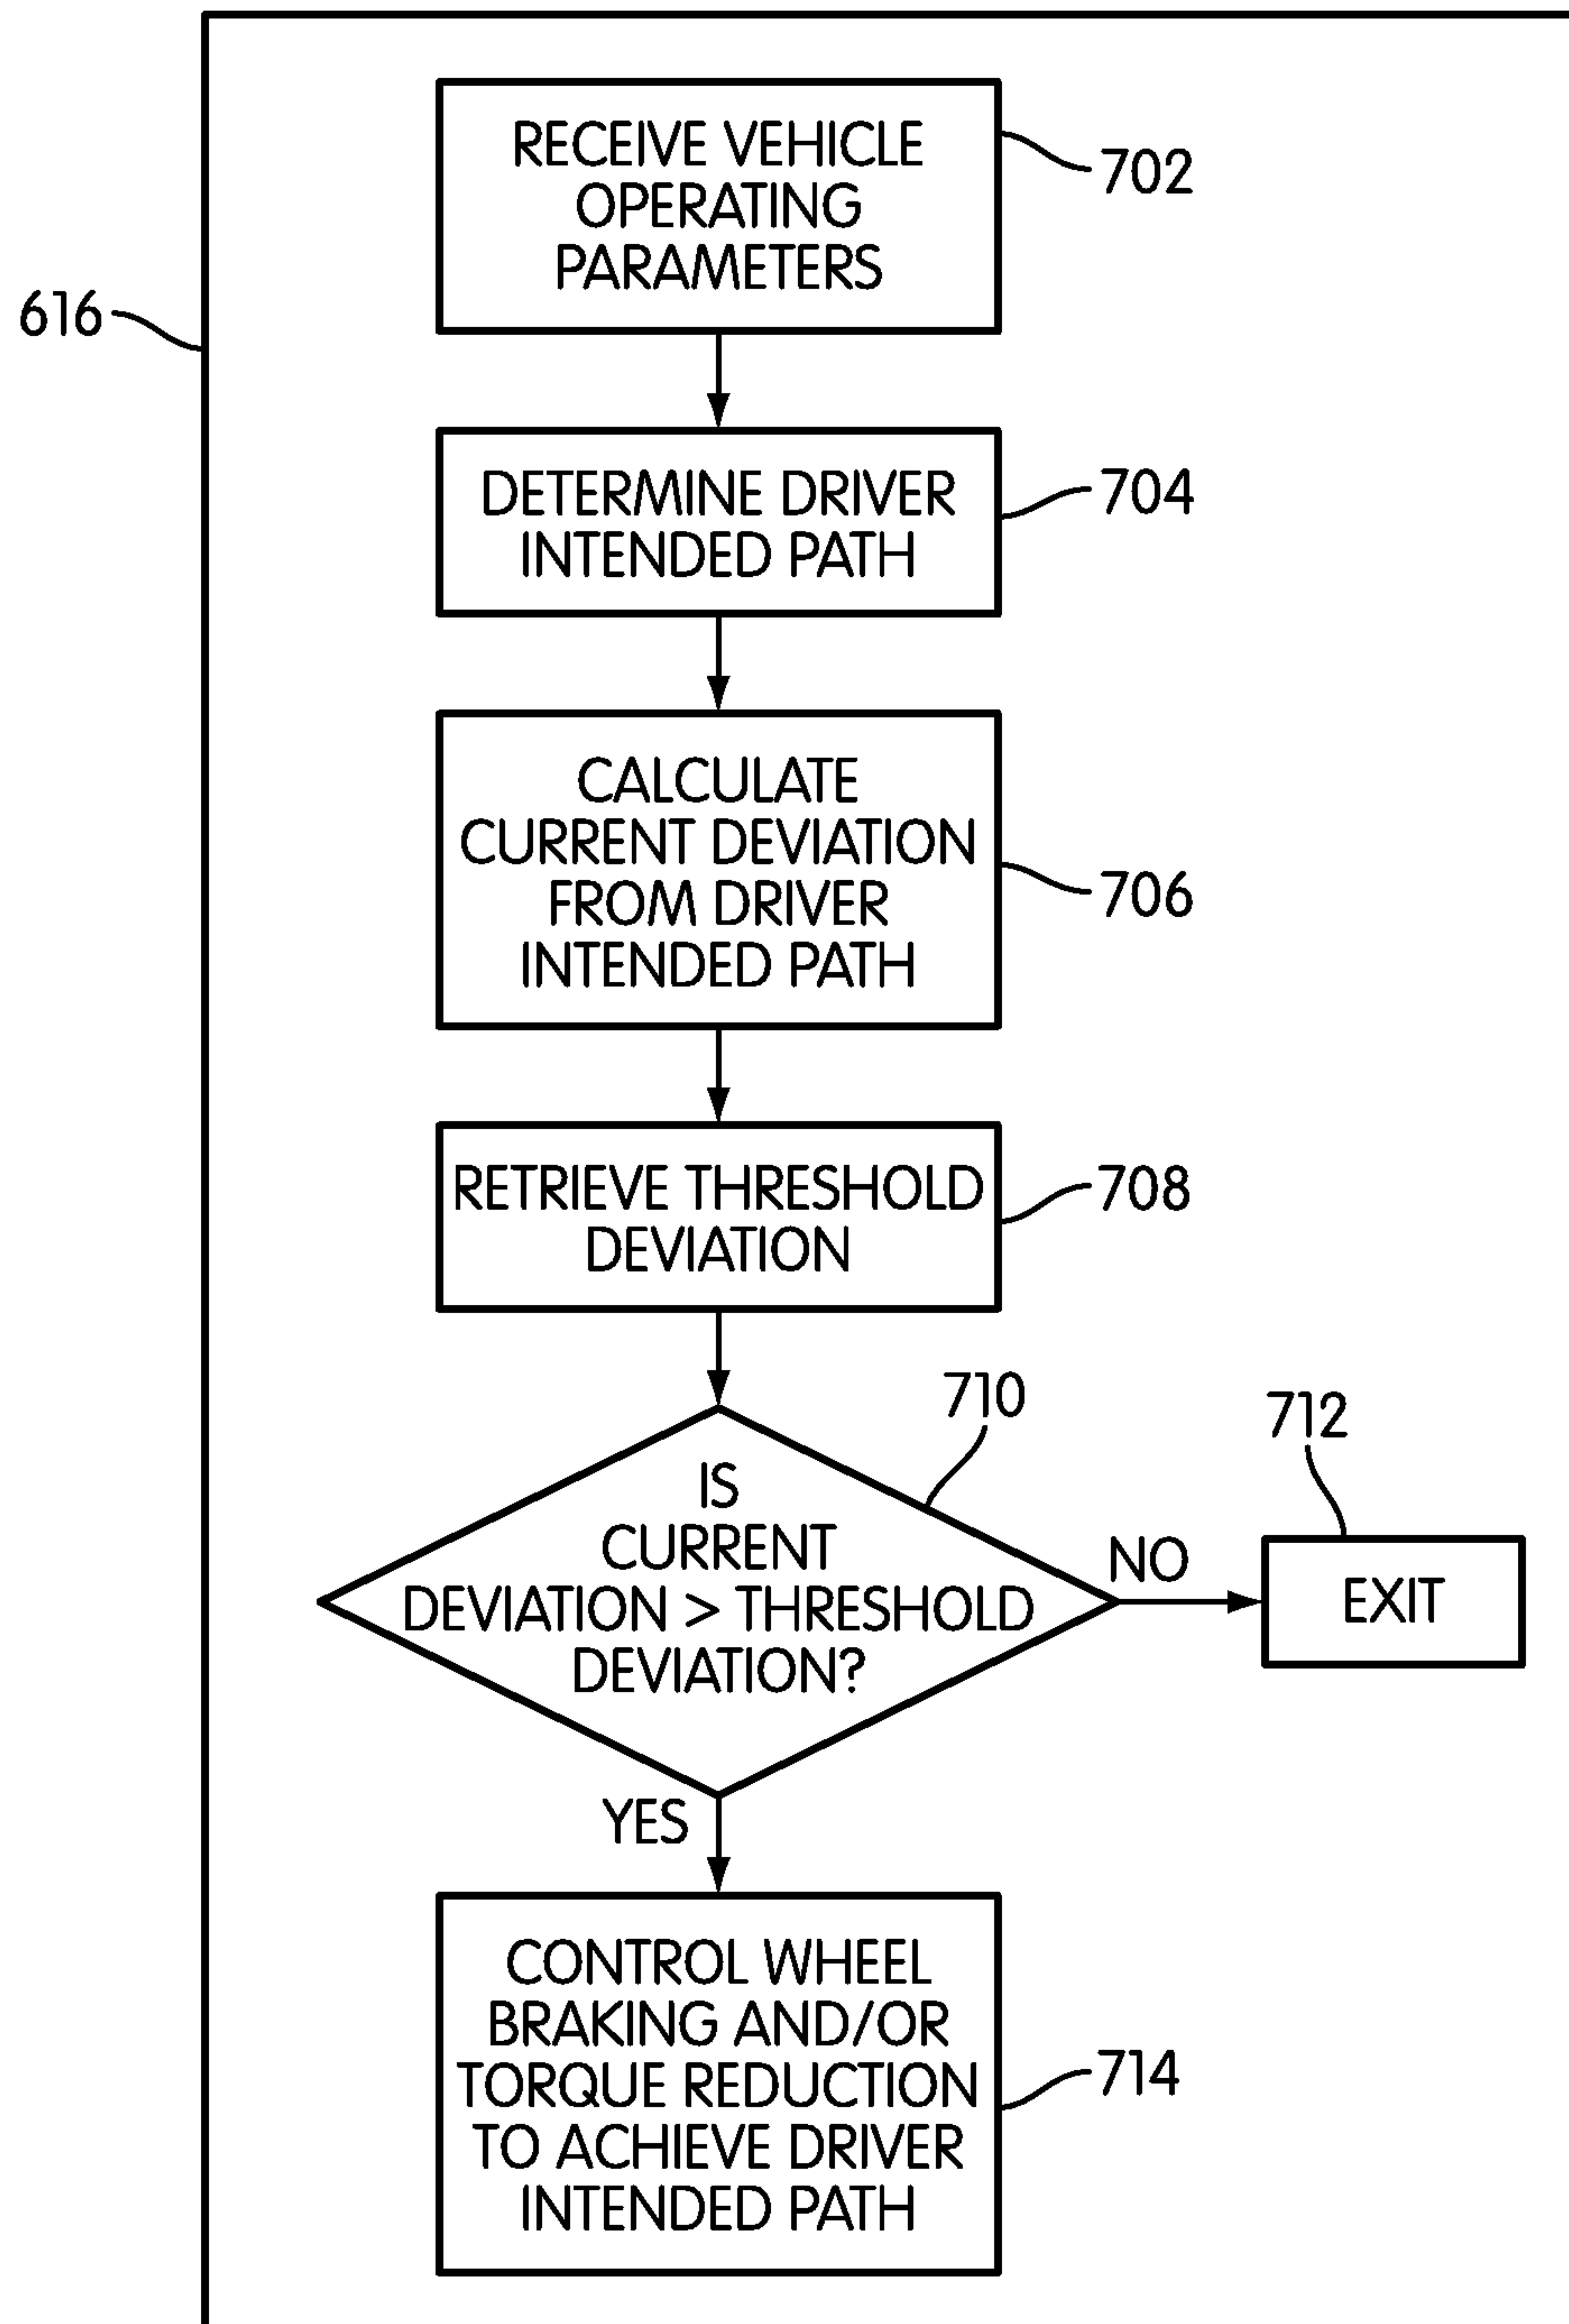 RECEIVE VEHICLE
OPERATING
PARAMETERS
702
616
DETERMINE DRIVER
INTENDED PATH
704
CALCULATE
CURRENT DEVIATION
FROM DRIVER
INTENDED PATH
706
RETRIEVE THRESHOLD
DEVIATION
708
710
IS
CURRENT
DEVIATION > THRESHOLD
DEVIATION?
NO
712
EXIT
YES
CONTROL WHEEL
BRAKING AND/OR
TORQUE REDUCTION
TO ACHIEVE DRIVER
INTENDED PATH
714